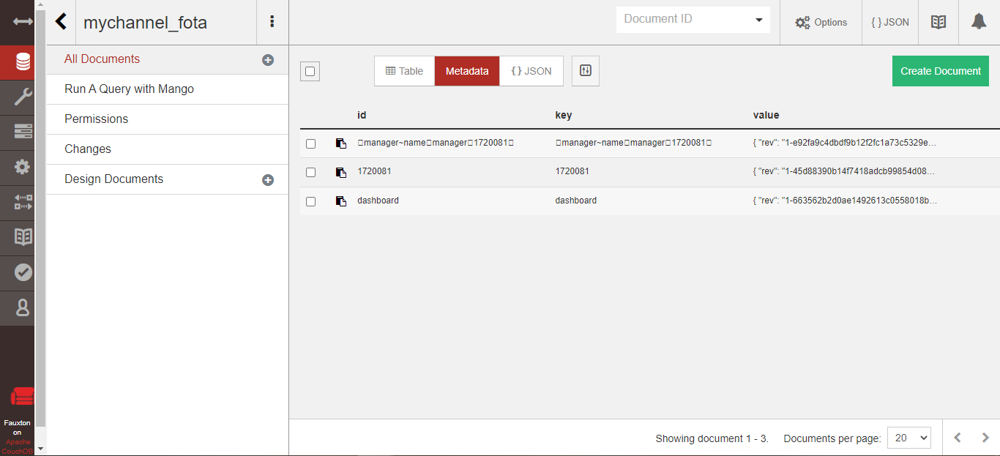 mychannel_fota
Document ID
Options
{ } JSON
All Documents
Run A Query with Mango
Permissions
Changes
Design Documents
Table
Metadata
{ } JSON
Create Document
id key value
□manager~name□manager□1720081□ □manager~name□manager□1720081□ { "rev": "1-e92fa9c4dbdf9b12f2fc1a73c5329e...
1720081 1720081 { "rev": "1-45d88390b14f7418adcb99854d08...
dashboard dashboard { "rev": "1-663562b2d0ae1492613c0558018b...
Fauxton
on
Apache
CouchDB
Showing document 1 - 3. Documents per page: 20